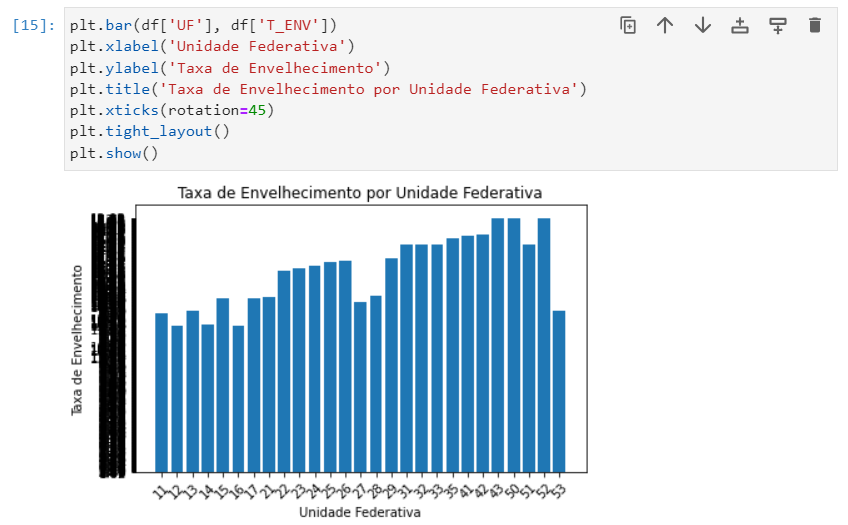 [15]:
plt.bar(df['UF'], df['T_ENV'])
plt.xlabel('Unidade Federativa')
plt.ylabel('Taxa de Envelhecimento')
plt.title('Taxa de Envelhecimento por Unidade Federativa')
plt.xticks(rotation=45)
plt.tight_layout()
plt.show()
Taxa de Envelhecimento por Unidade Federativa
Taxa de Envelhecimento
11 12 13 14 15 16 17 21 22 23 24 25 26 27 28 29 31 32 33 35 41 42 43 50 51 52 53
Unidade Federativa